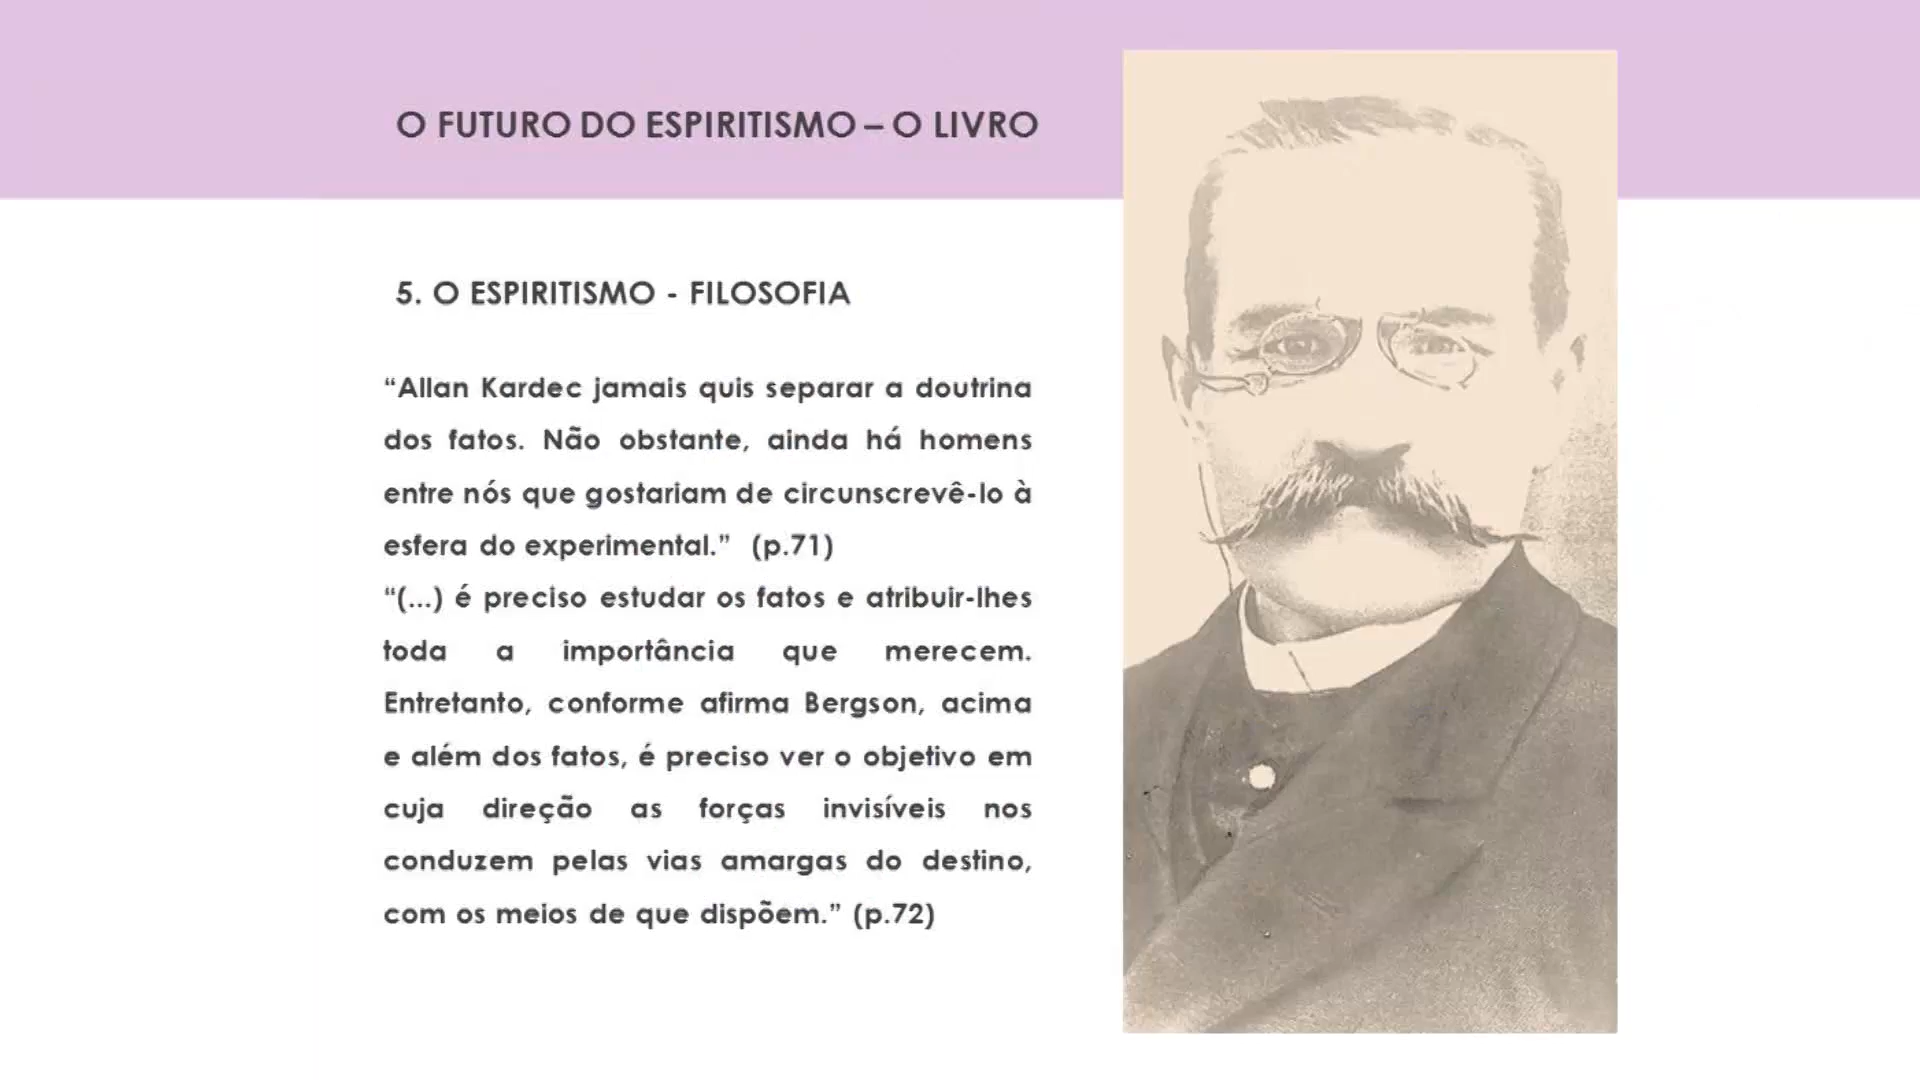 O FUTURO DO ESPIRITISMO – O LIVRO
5. O ESPIRITISMO - FILOSOFIA
“Allan Kardec jamais quis separar a doutrina
dos fatos. Não obstante, ainda há homens
entre nós que gostariam de circunscrevê-lo à
esfera do experimental.” (p.71)
“(...) é preciso estudar os fatos e atribuir-lhes
toda a importância que merecem.
Entretanto, conforme afirma Bergson, acima
e além dos fatos, é preciso ver o objetivo em
cuja direção as forças invisíveis nos
conduzem pelas vias amargas do destino,
com os meios de que dispõem.” (p.72)